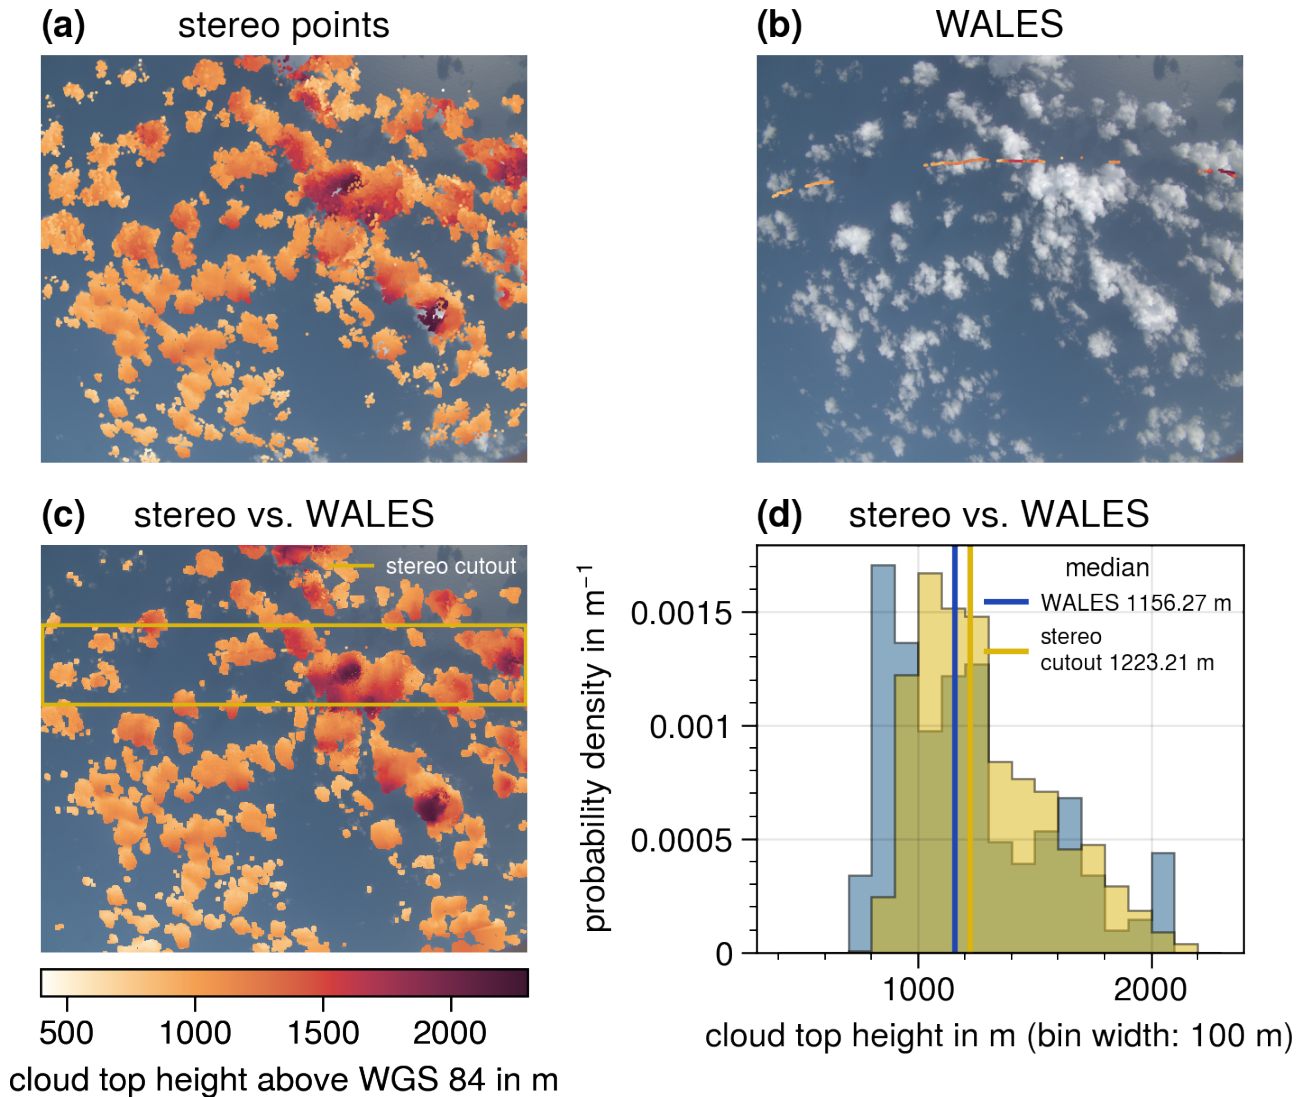 (a) stereo points
(b) WALES
(c) stereo vs. WALES
stereo cutout
500 1000 1500 2000
cloud top height above WGS 84 in m
(d) stereo vs. WALES
median
WALES 1156.27 m
stereo
cutout 1223.21 m
probability density in m⁻¹
0.0015
0.001
0.0005
0
1000 2000
cloud top height in m (bin width: 100 m)